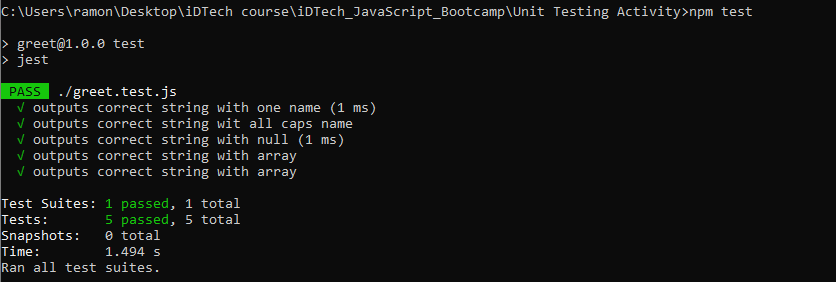 C:\Users\ramon\Desktop\iDTech course\iDTech_JavaScript_Bootcamp\Unit Testing Activity>npm test
> greet@1.0.0 test
> jest
PASS ./greet.test.js
√ outputs correct string with one name (1 ms)
√ outputs correct string wit all caps name
√ outputs correct string with null (1 ms)
√ outputs correct string with array
√ outputs correct string with array
Test Suites: 1 passed, 1 total
Tests: 5 passed, 5 total
Snapshots: 0 total
Time: 1.494 s
Ran all test suites.